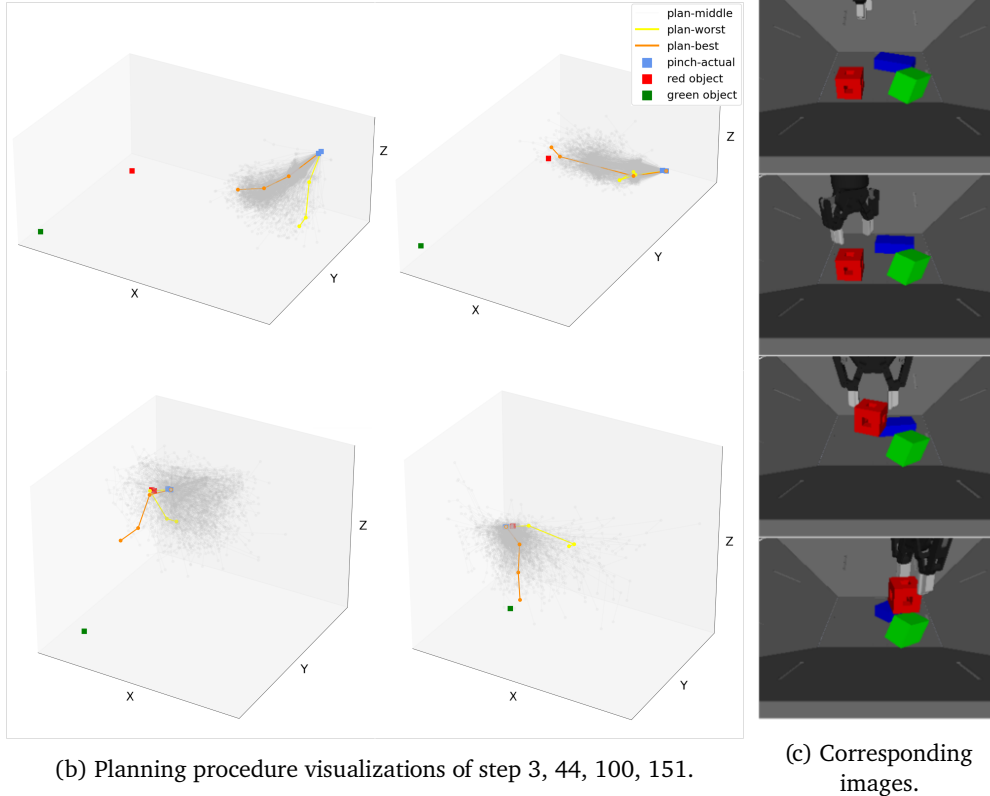 plan-middle
plan-worst
plan-best
pinch-actual
red object
green object
Z
Y
X
Z
Y
X
Z
Y
X
Z
Y
X
(b) Planning procedure visualizations of step 3, 44, 100, 151.
(c) Corresponding
images.